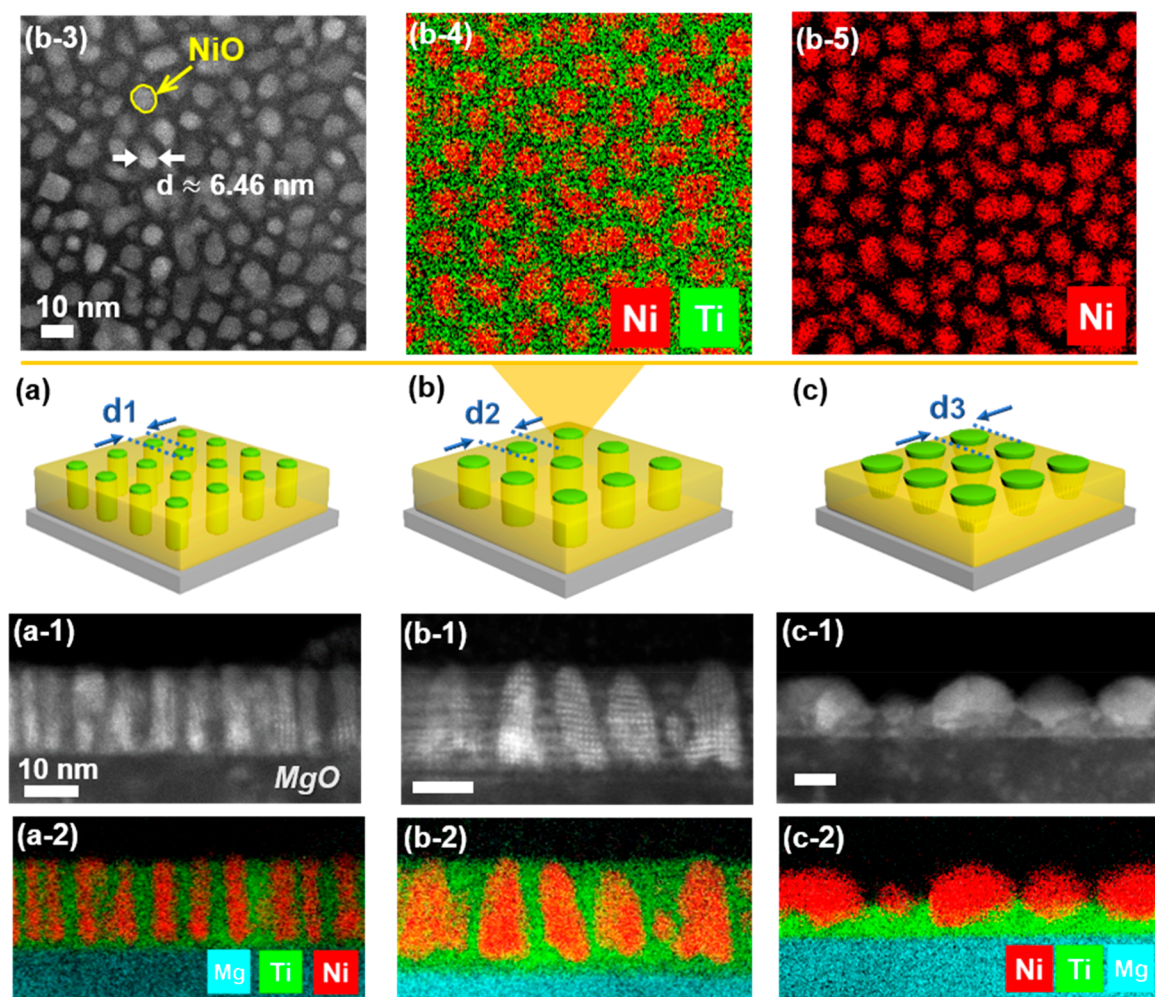 (b-3)
NiO
d ≈ 6.46 nm
10 nm
(b-4)
Ni Ti
(b-5)
Ni
(a)
d1
(b)
d2
(c)
d3
(a-1)
10 nm
MgO
(b-1)
(c-1)
(a-2)
Mg Ti Ni
(b-2)
(c-2)
Ni Ti Mg